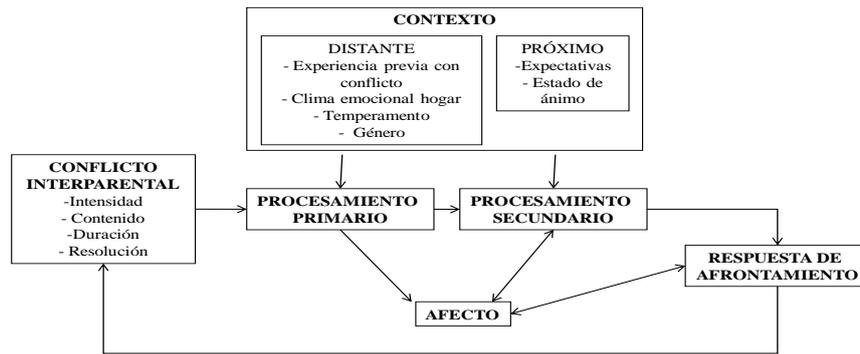 CONTEXTO
DISTANTE
- Experiencia previa con
conflicto
- Clima emocional hogar
- Temperamento
- Género
PRÓXIMO
-Expectativas
- Estado de
ánimo
CONFLICTO
INTERPARENTAL
-Intensidad
- Contenido
-Duración
- Resolución
PROCESAMIENTO
PRIMARIO
PROCESAMIENTO
SECUNDARIO
RESPUESTA DE
AFRONTAMIENTO
AFECTO